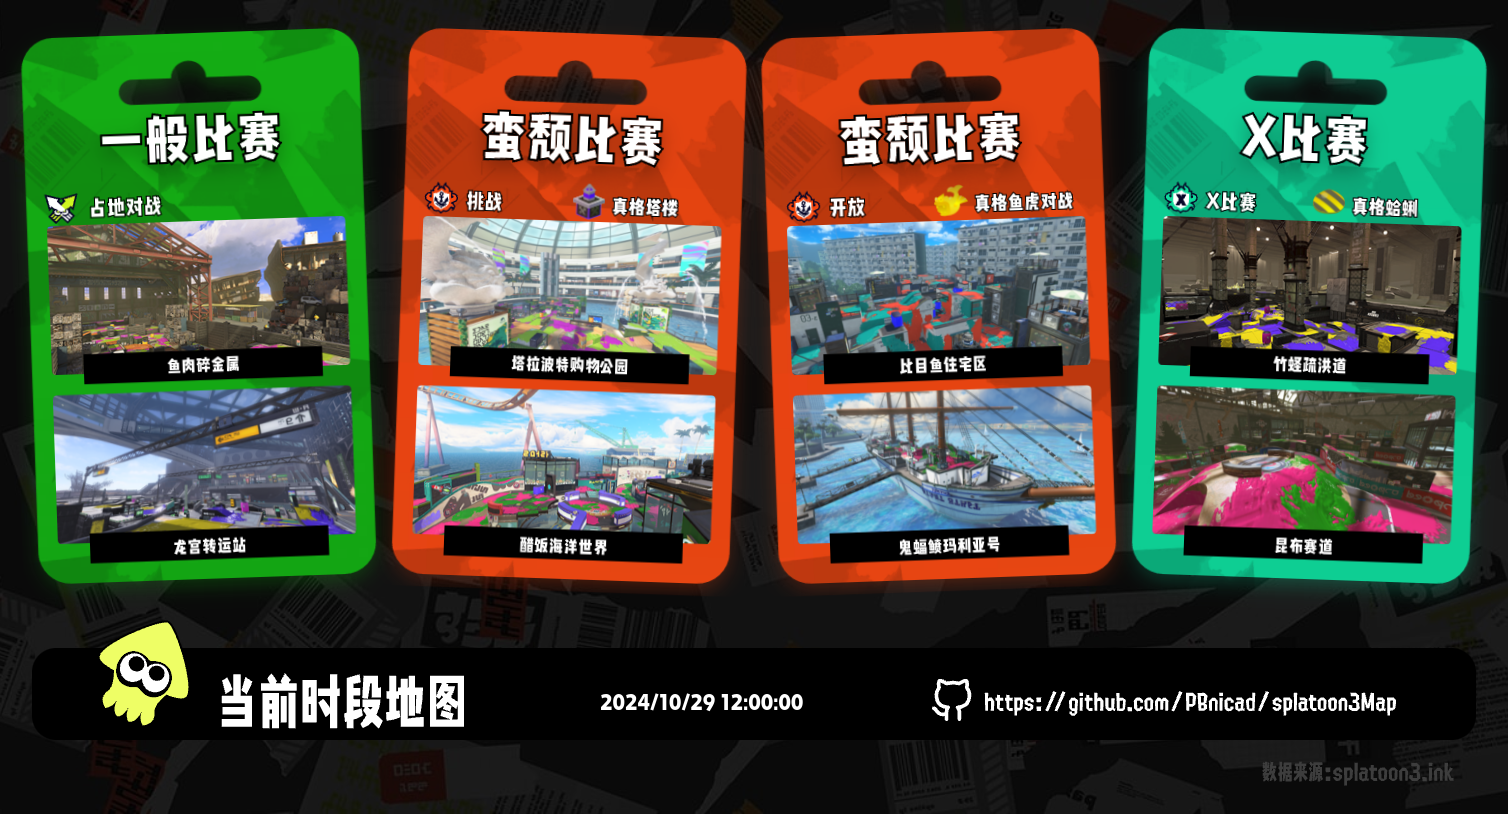 一般比赛
占地对战
鱼肉碎金属
龙宫转运站
蛮颓比赛
挑战
真格塔楼
塔拉波特购物公园
醋饭海洋世界
蛮颓比赛
开放
真格鱼虎对战
比目鱼住宅区
鬼蝠鲼玛利亚号
X比赛
X比赛
真格蛤蜊
竹蛏疏洪道
昆布赛道
当前时段地图
2024/10/29 12:00:00
https://github.com/PBnicad/splatoon3Map
数据来源:splatoon3.ink